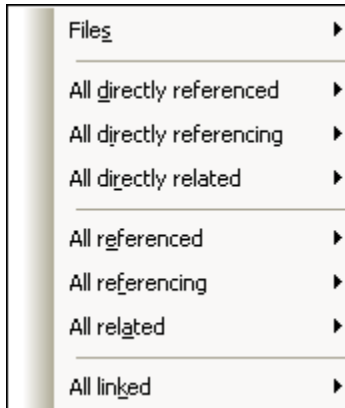 Files
All directly referenced
All directly referencing
All directly related
All referenced
All referencing
All related
All linked